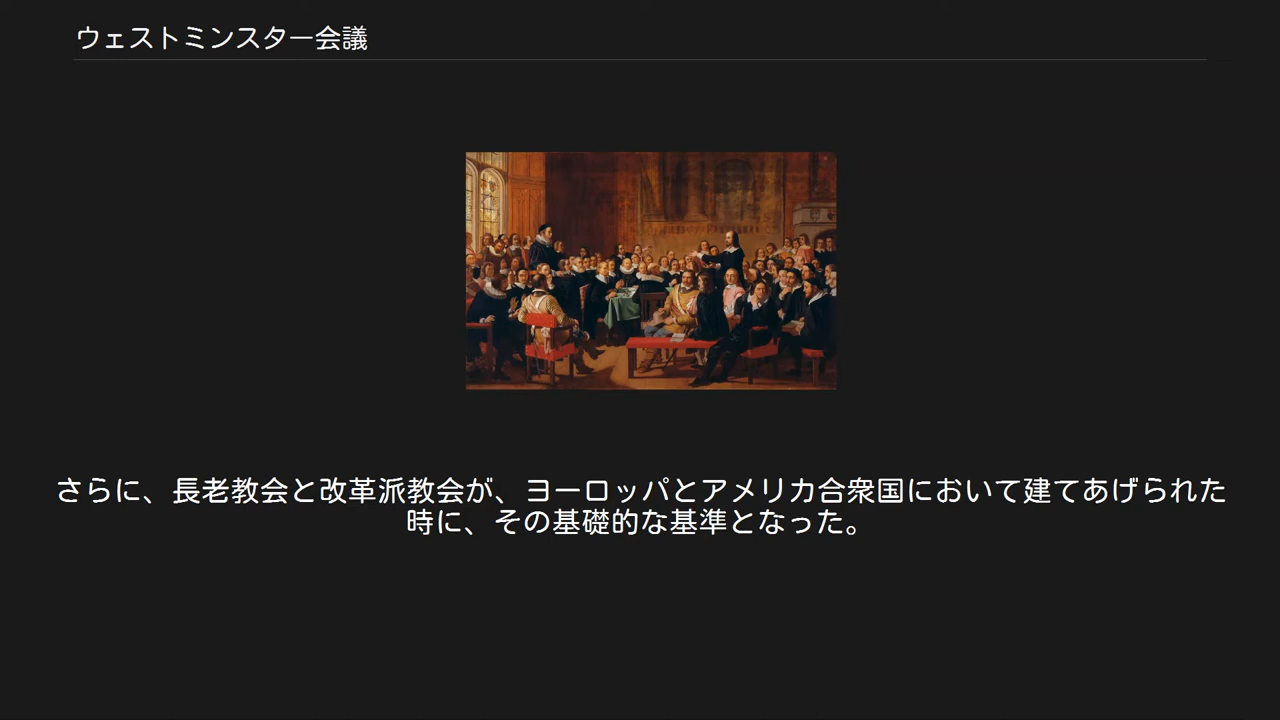 ウェストミンスター会議
さらに、長老教会と改革派教会が、ヨーロッパとアメリカ合衆国において建てあげられた
時に、その基礎的な基準となった。